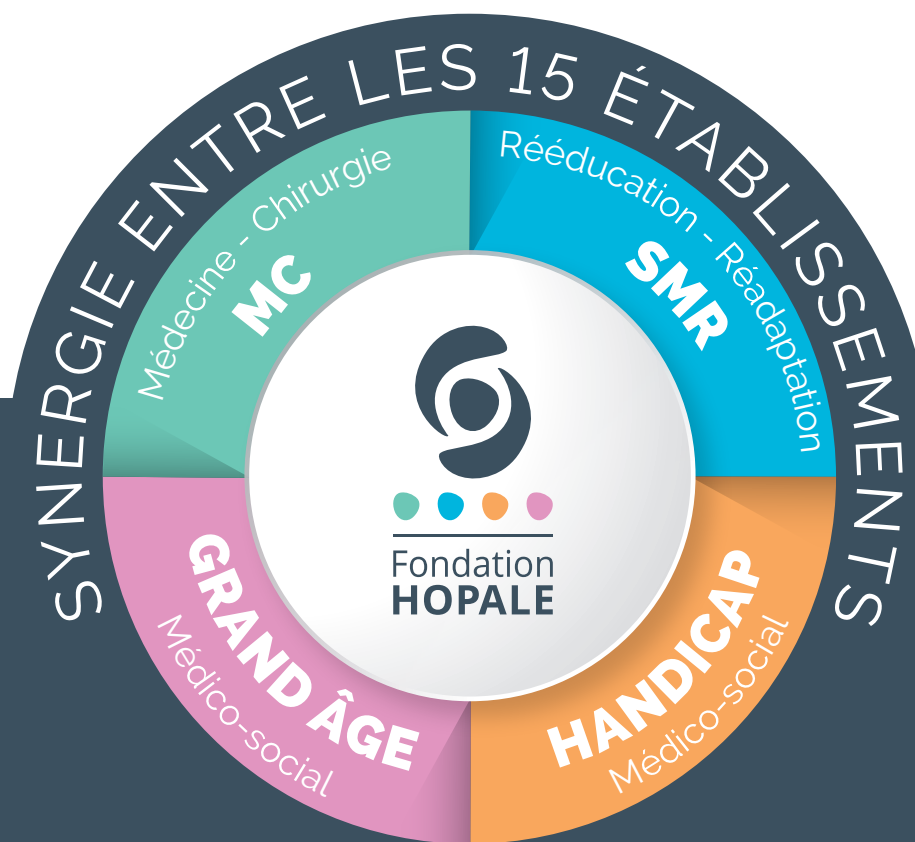 SYNERGIE ENTRE LES 15 ÉTABLISSEMENTS
Médecine - Chirurgie
MC
Rééducation - Réadaptation
SMR
Fondation
HOPALE
GRAND ÂGE
Médico-social
HANDICAP
Médico-social